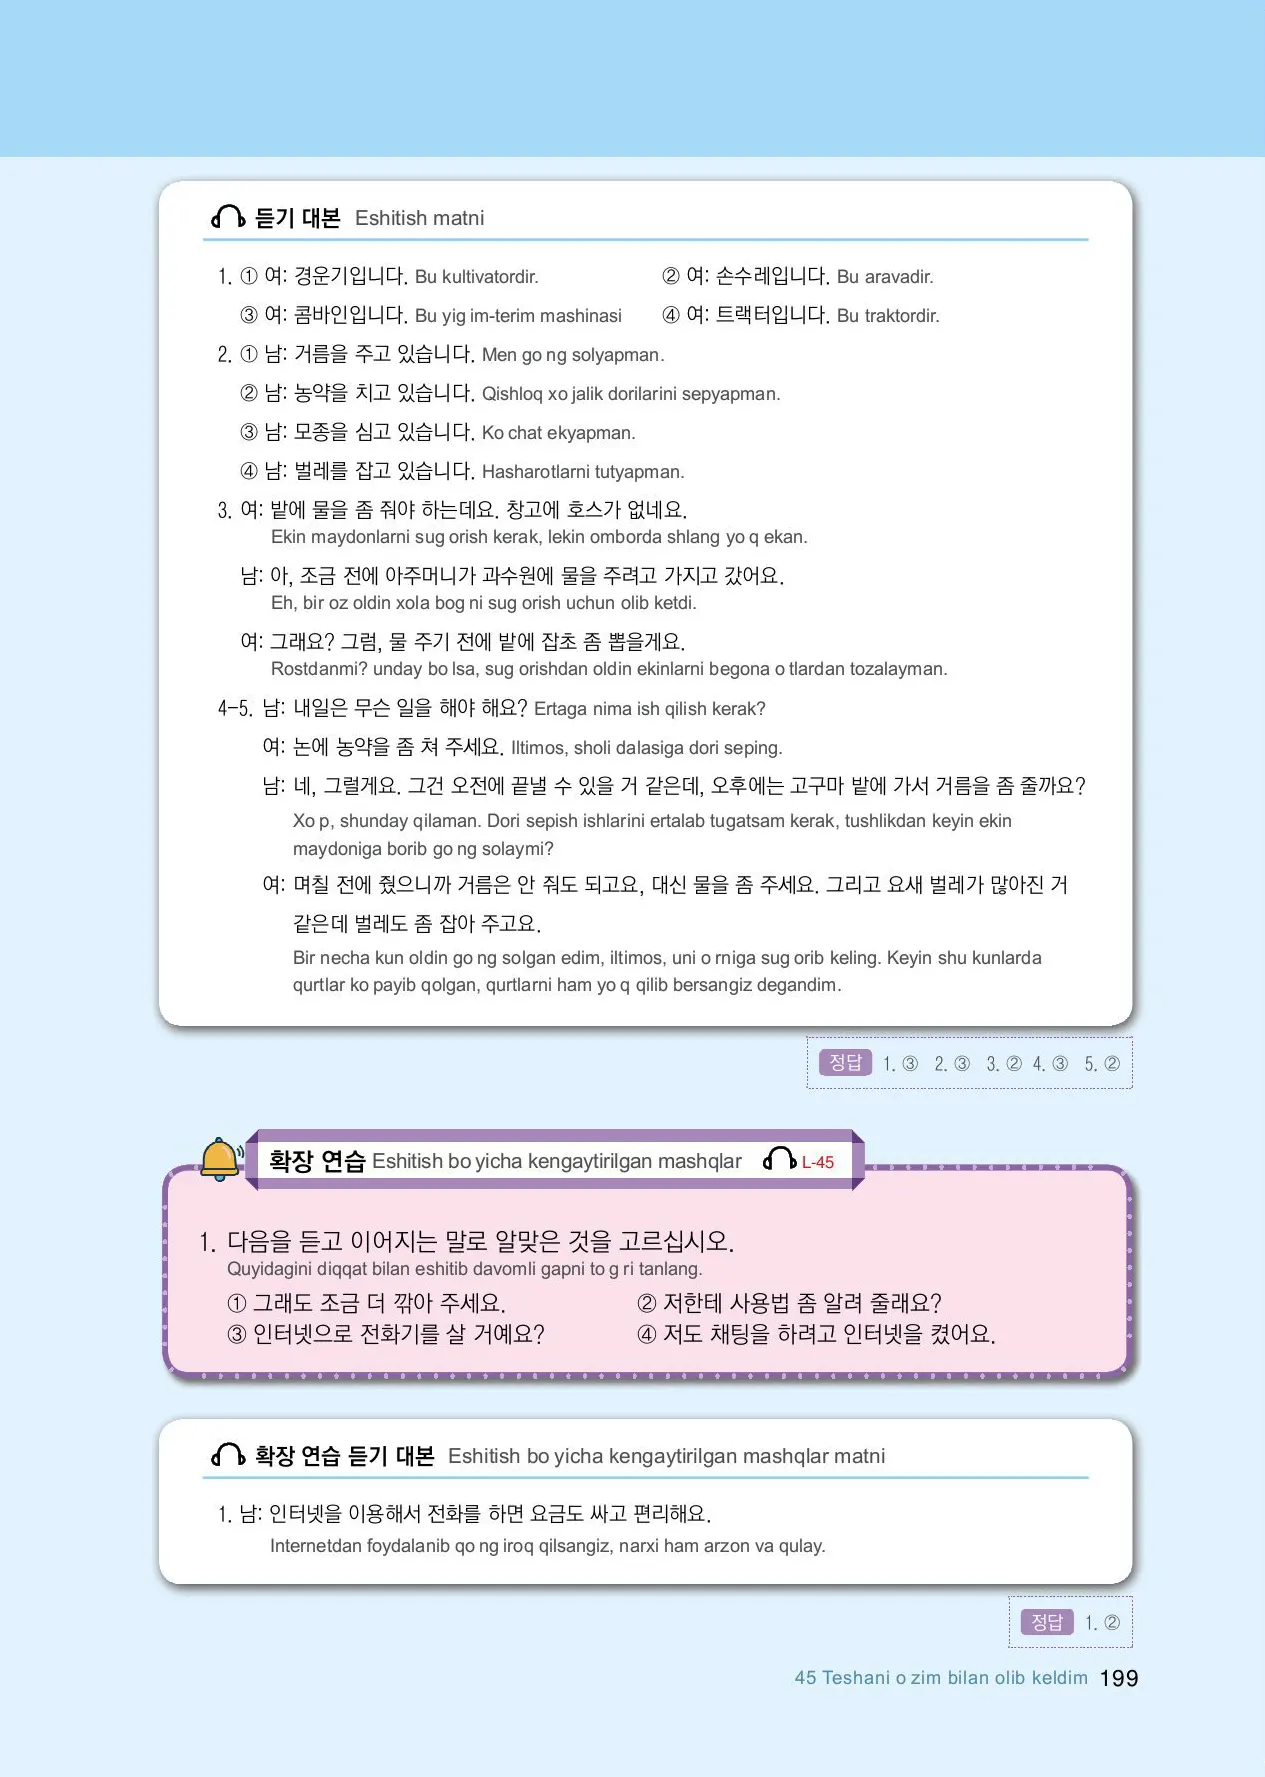 듣기 대본 Eshitish matni
1. ① 여: 경운기입니다. Bu kultivatordir. ② 여: 손수레입니다. Bu aravadir.
③ 여: 콤바인입니다. Bu yig im-terim mashinasi ④ 여: 트랙터입니다. Bu traktordir.
2. ① 남: 거름을 주고 있습니다. Men go ng solyapman.
② 남: 농약을 치고 있습니다. Qishloq xo jalik dorilarini sepyapman.
③ 남: 모종을 심고 있습니다. Ko chat ekyapman.
④ 남: 벌레를 잡고 있습니다. Hasharotlarni tutyapman.
3. 여: 밭에 물을 좀 줘야 하는데요. 창고에 호스가 없네요.
Ekin maydonlarni sug orish kerak, lekin omborda shlang yo q ekan.
남: 아, 조금 전에 아주머니가 과수원에 물을 주려고 가지고 갔어요.
Eh, bir oz oldin xola bog ni sug orish uchun olib ketdi.
여: 그래요? 그럼, 물 주기 전에 밭에 잡초 좀 뽑을게요.
Rostdanmi? unday bo lsa, sug orishdan oldin ekinlarni begona o tlardan tozalayman.
4-5. 남: 내일은 무슨 일을 해야 해요? Ertaga nima ish qilish kerak?
여: 논에 농약을 좀 쳐 주세요. Iltimos, sholi dalasiga dori seping.
남: 네, 그럴게요. 그건 오전에 끝낼 수 있을 거 같은데, 오후에는 고구마 밭에 가서 거름을 좀 줄까요?
Xo p, shunday qilaman. Dori sepish ishlarini ertalab tugatsam kerak, tushlikdan keyin ekin
maydoniga borib go ng solaymi?
여: 며칠 전에 줬으니까 거름은 안 줘도 되고요, 대신 물을 좀 주세요. 그리고 요새 벌레가 많아진 거
같은데 벌레도 좀 잡아 주고요.
Bir necha kun oldin go ng solgan edim, iltimos, uni o rniga sug orib keling. Keyin shu kunlarda
qurtlar ko payib qolgan, qurtlarni ham yo q qilib bersangiz degandim.
정답 1. ③ 2. ③ 3. ② 4. ③ 5. ②
확장 연습 Eshitish bo yicha kengaytirilgan mashqlar L-45
1. 다음을 듣고 이어지는 말로 알맞은 것을 고르십시오.
Quyidagini diqqat bilan eshitib davomli gapni to g ri tanlang.
① 그래도 조금 더 깎아 주세요. ② 저한테 사용법 좀 알려 줄래요?
③ 인터넷으로 전화기를 살 거예요? ④ 저도 채팅을 하려고 인터넷을 켰어요.
확장 연습 듣기 대본 Eshitish bo yicha kengaytirilgan mashqlar matni
1. 남: 인터넷을 이용해서 전화를 하면 요금도 싸고 편리해요.
Internetdan foydalanib qo ng iroq qilsangiz, narxi ham arzon va qulay.
정답 1. ②
45 Teshani o zim bilan olib keldim 199